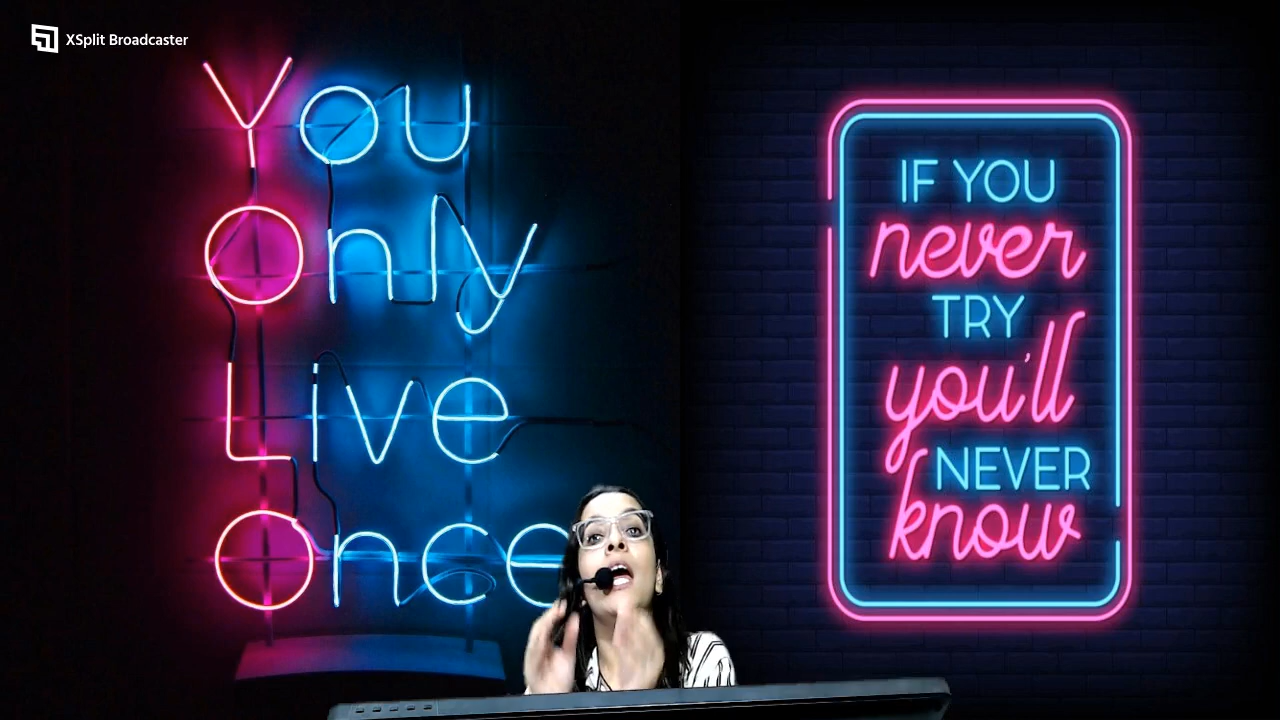 XSplit Broadcaster
You
Only
Live
Once
IF YOU
never
TRY
you'll
NEVER
know